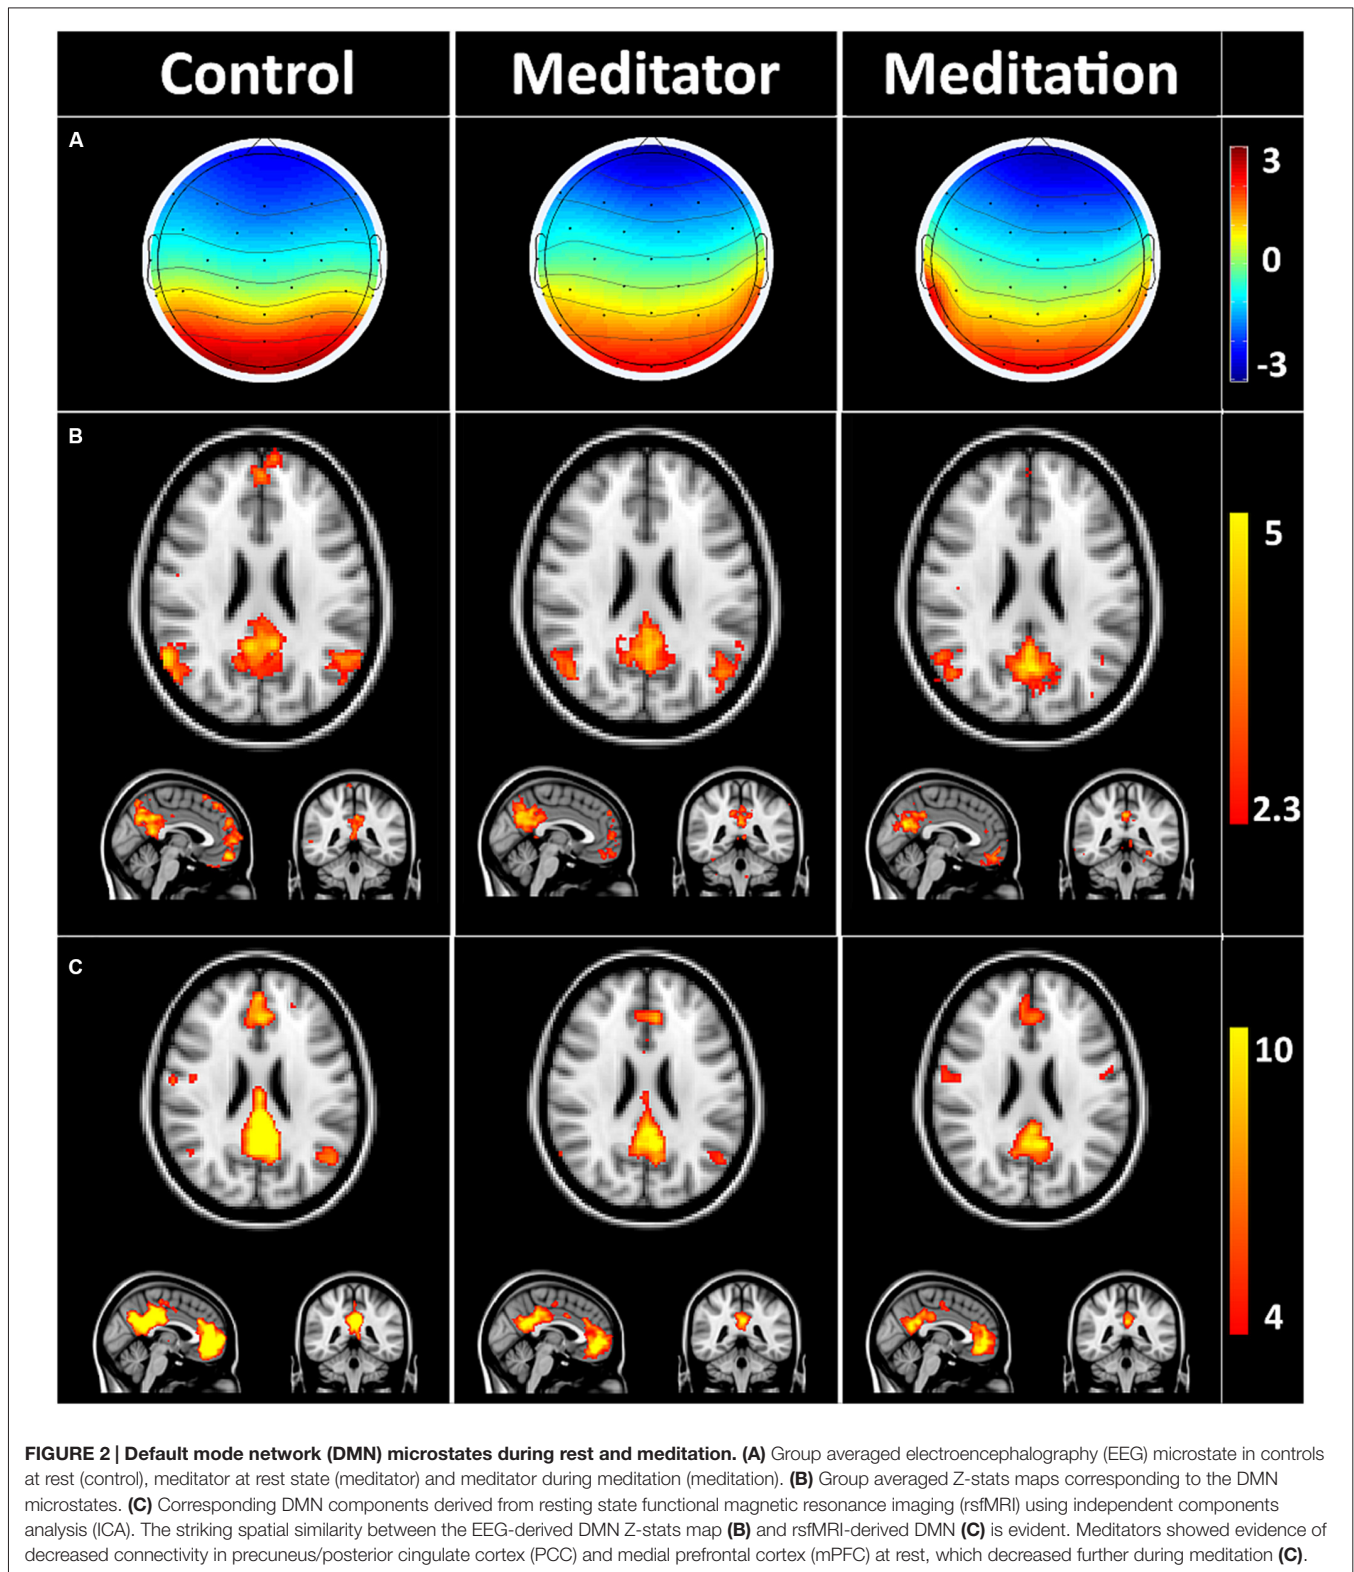 Control Meditator Meditation
A
3
0
-3
B
5
2.3
C
10
4
FIGURE 2 | Default mode network (DMN) microstates during rest and meditation. (A) Group averaged electroencephalography (EEG) microstate in controls
at rest (control), meditator at rest state (meditator) and meditator during meditation (meditation). (B) Group averaged Z-stats maps corresponding to the DMN
microstates. (C) Corresponding DMN components derived from resting state functional magnetic resonance imaging (rsfMRI) using independent components
analysis (ICA). The striking spatial similarity between the EEG-derived DMN Z-stats map (B) and rsfMRI-derived DMN (C) is evident. Meditators showed evidence of
decreased connectivity in precuneus/posterior cingulate cortex (PCC) and medial prefrontal cortex (mPFC) at rest, which decreased further during meditation (C).